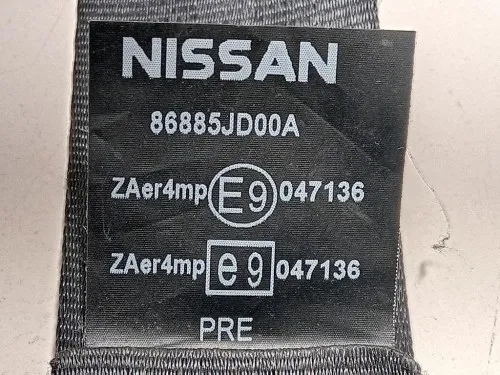 NISSAN
86885JD00A
ZAer4mp E9 047136
ZAer4mp e9 047136
PRE